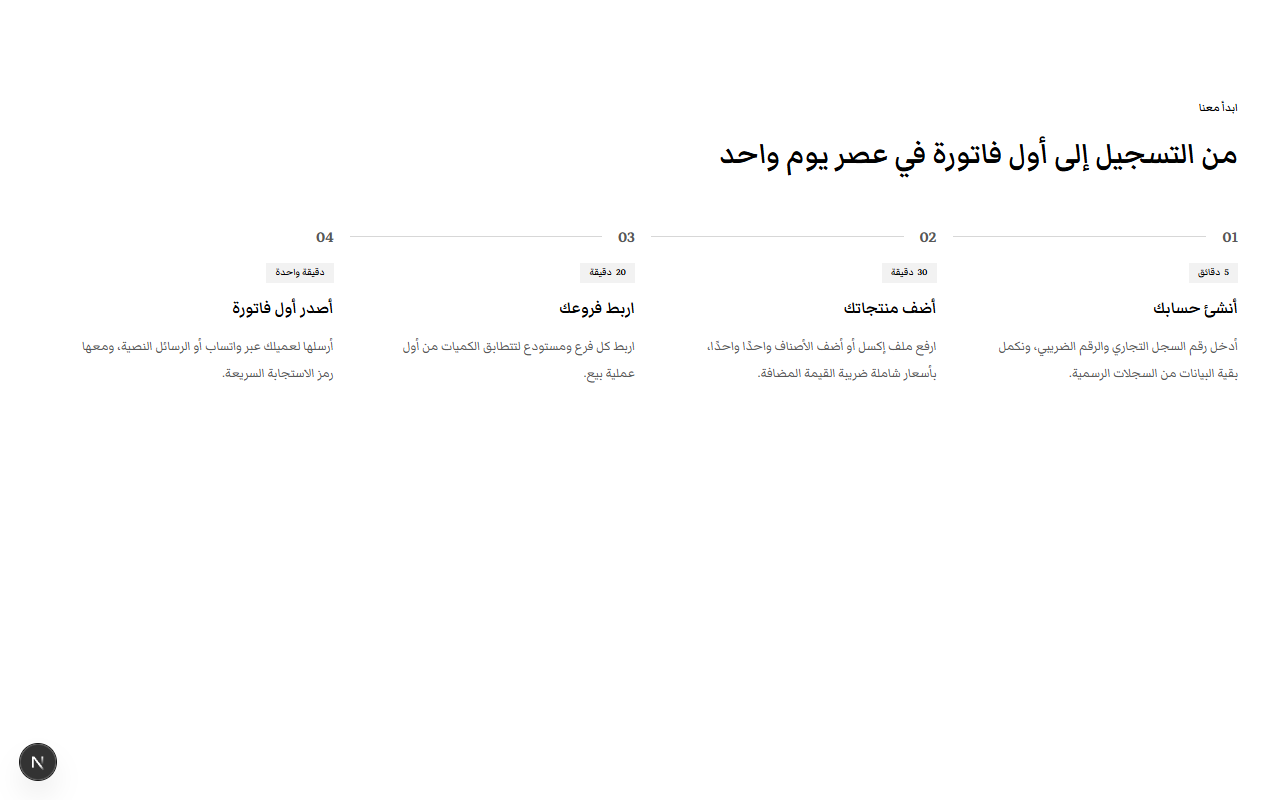 ابدأ معنا
من التسجيل إلى أول فاتورة في عصر يوم واحد
01
5 دقائق
أنشئ حسابك
أدخل رقم السجل التجاري والرقم الضريبي، ونكمل
بقية البيانات من السجلات الرسمية.
02
30 دقيقة
أضف منتجاتك
ارفع ملف إكسل أو أضف الأصناف واحدًا واحدًا،
بأسعار شاملة ضريبة القيمة المضافة.
03
20 دقيقة
اربط فروعك
اربط كل فرع ومستودع لتتطابق الكميات من أول
عملية بيع.
04
دقيقة واحدة
أصدر أول فاتورة
أرسلها لعميلك عبر واتساب أو الرسائل النصية، ومعها
رمز الاستجابة السريعة.
N